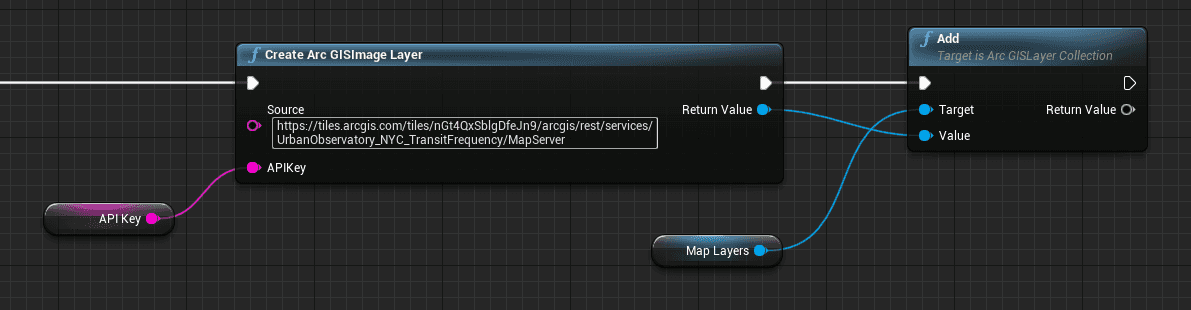 Create Arc GISImage Layer
Source
https://tiles.arcgis.com/tiles/nGt4QxSblgDfeJn9/arcgis/rest/services/
UrbanObservatory_NYC_TransitFrequency/MapServer
APIKey
Return Value
API Key
Map Layers
Add
Target is Arc GISLayer Collection
Target
Return Value
Value